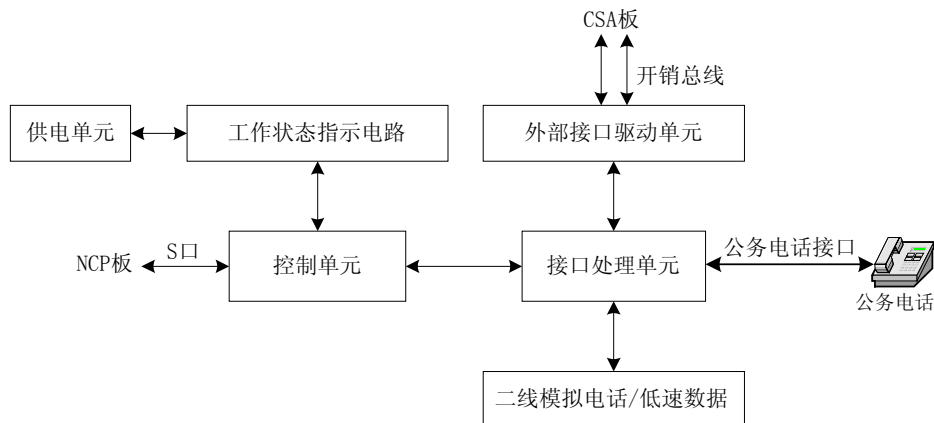 CSA板
开销总线
供电单元
工作状态指示电路
外部接口驱动单元
NCP板
S口
控制单元
接口处理单元
公务电话接口
公务电话
二线模拟电话/低速数据